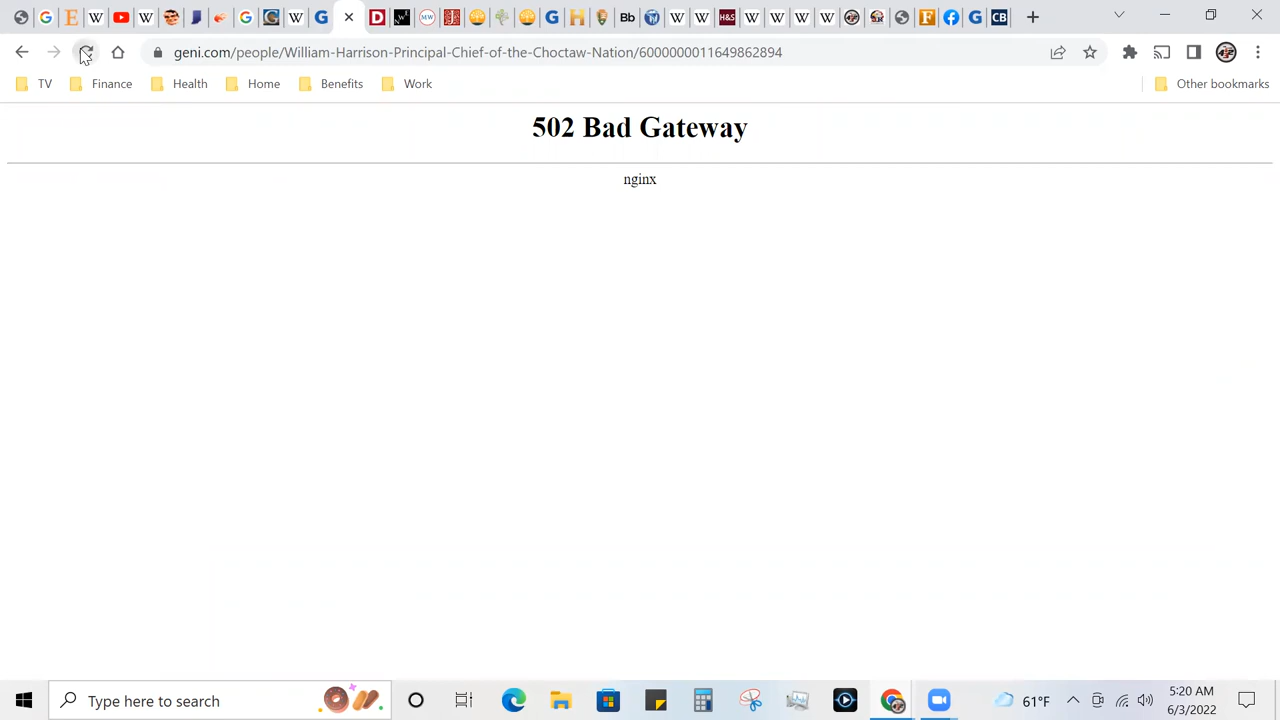 geni.com/people/William-Harrison-Principal-Chief-of-the-Choctaw-Nation/6000000011649862894
TV
Finance
Health
Home
Benefits
Work
Other bookmarks
502 Bad Gateway
nginx
Type here to search
61°F
5:20 AM
6/3/2022